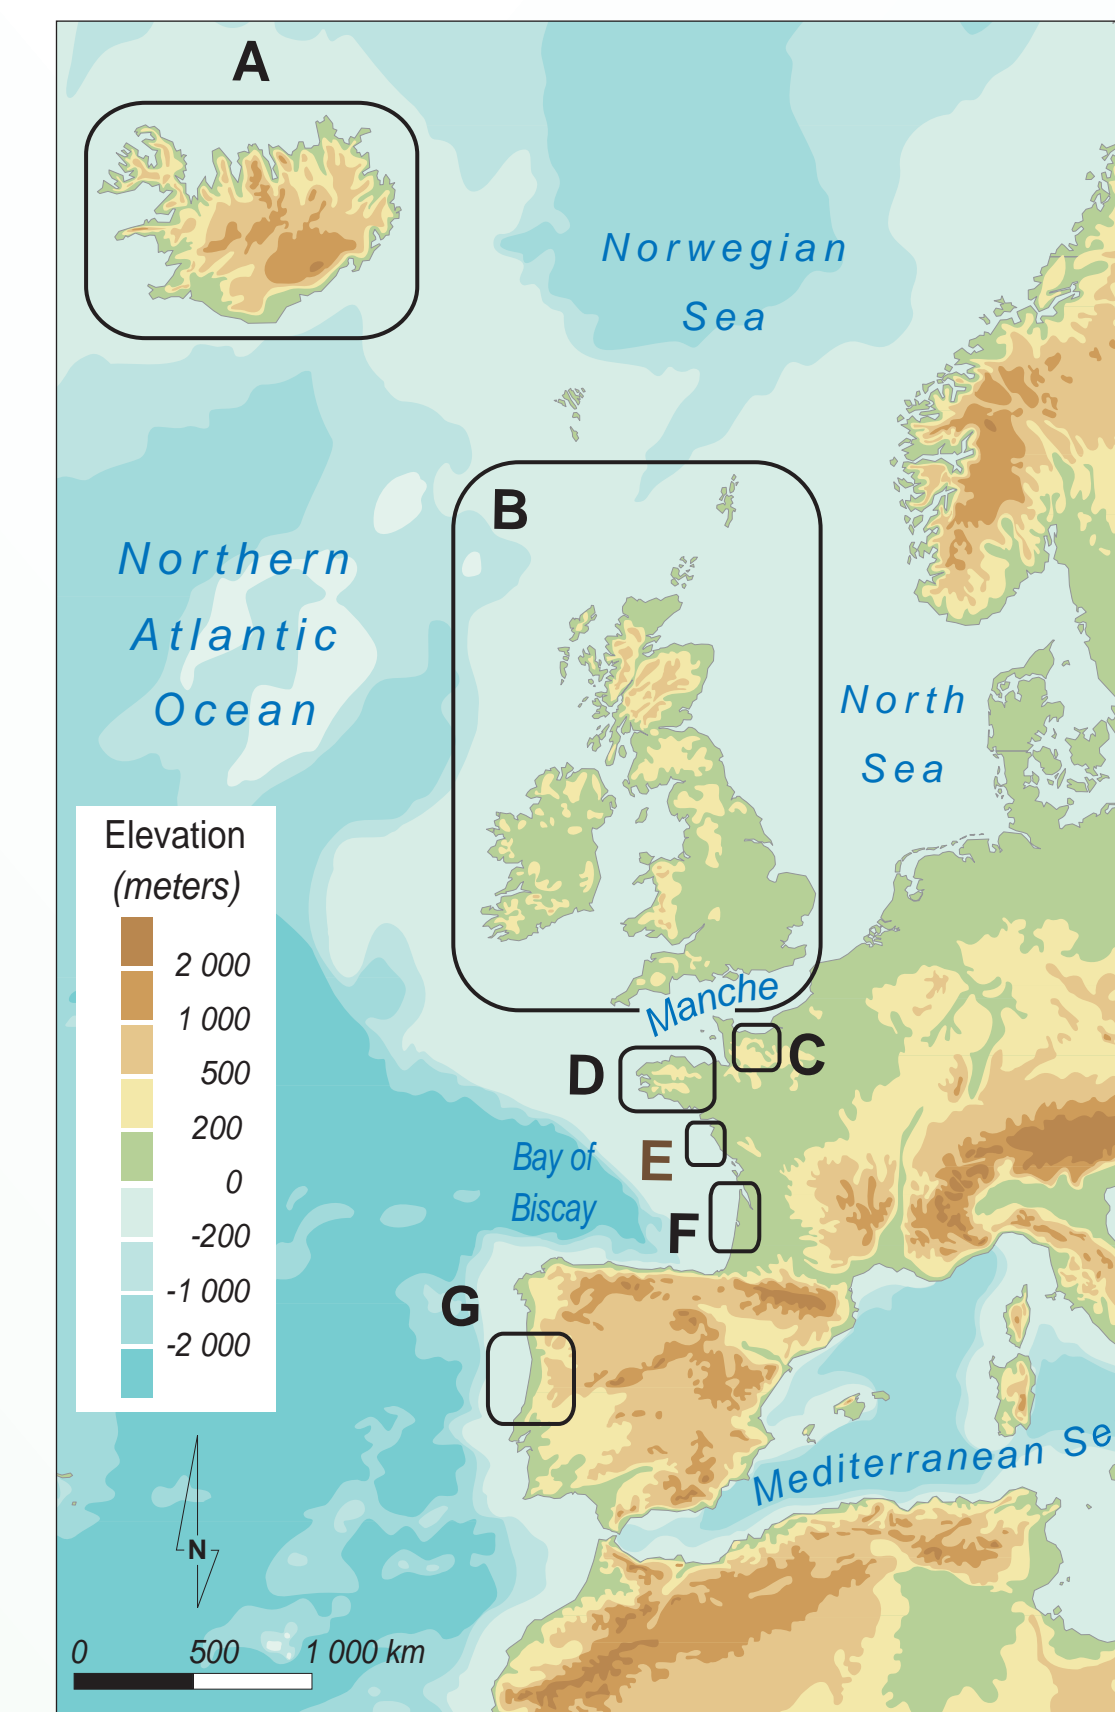 A
Norwegian
Sea
B
Northern
Atlantic
Ocean
North
Sea
Elevation
(meters)
2 000
1 000
500
200
0
-200
-1 000
-2 000
Manche
C
D
Bay of
Biscay
E
F
G
Mediterranean Se
N
0 500 1 000 km